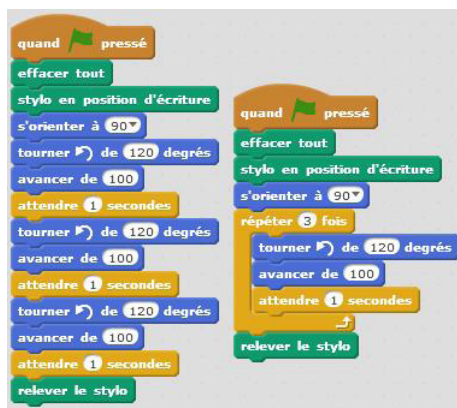 quand pressé
effacer tout
stylo en position d'écriture
s'orienter à 90
tourner de 120 degrés
avancer de 100
attendre 1 secondes
tourner de 120 degrés
avancer de 100
attendre 1 secondes
tourner de 120 degrés
avancer de 100
attendre 1 secondes
relever le stylo
quand pressé
effacer tout
stylo en position d'écriture
s'orienter à 90
répéter 3 fois
tourner de 120 degrés
avancer de 100
attendre 1 secondes
relever le stylo